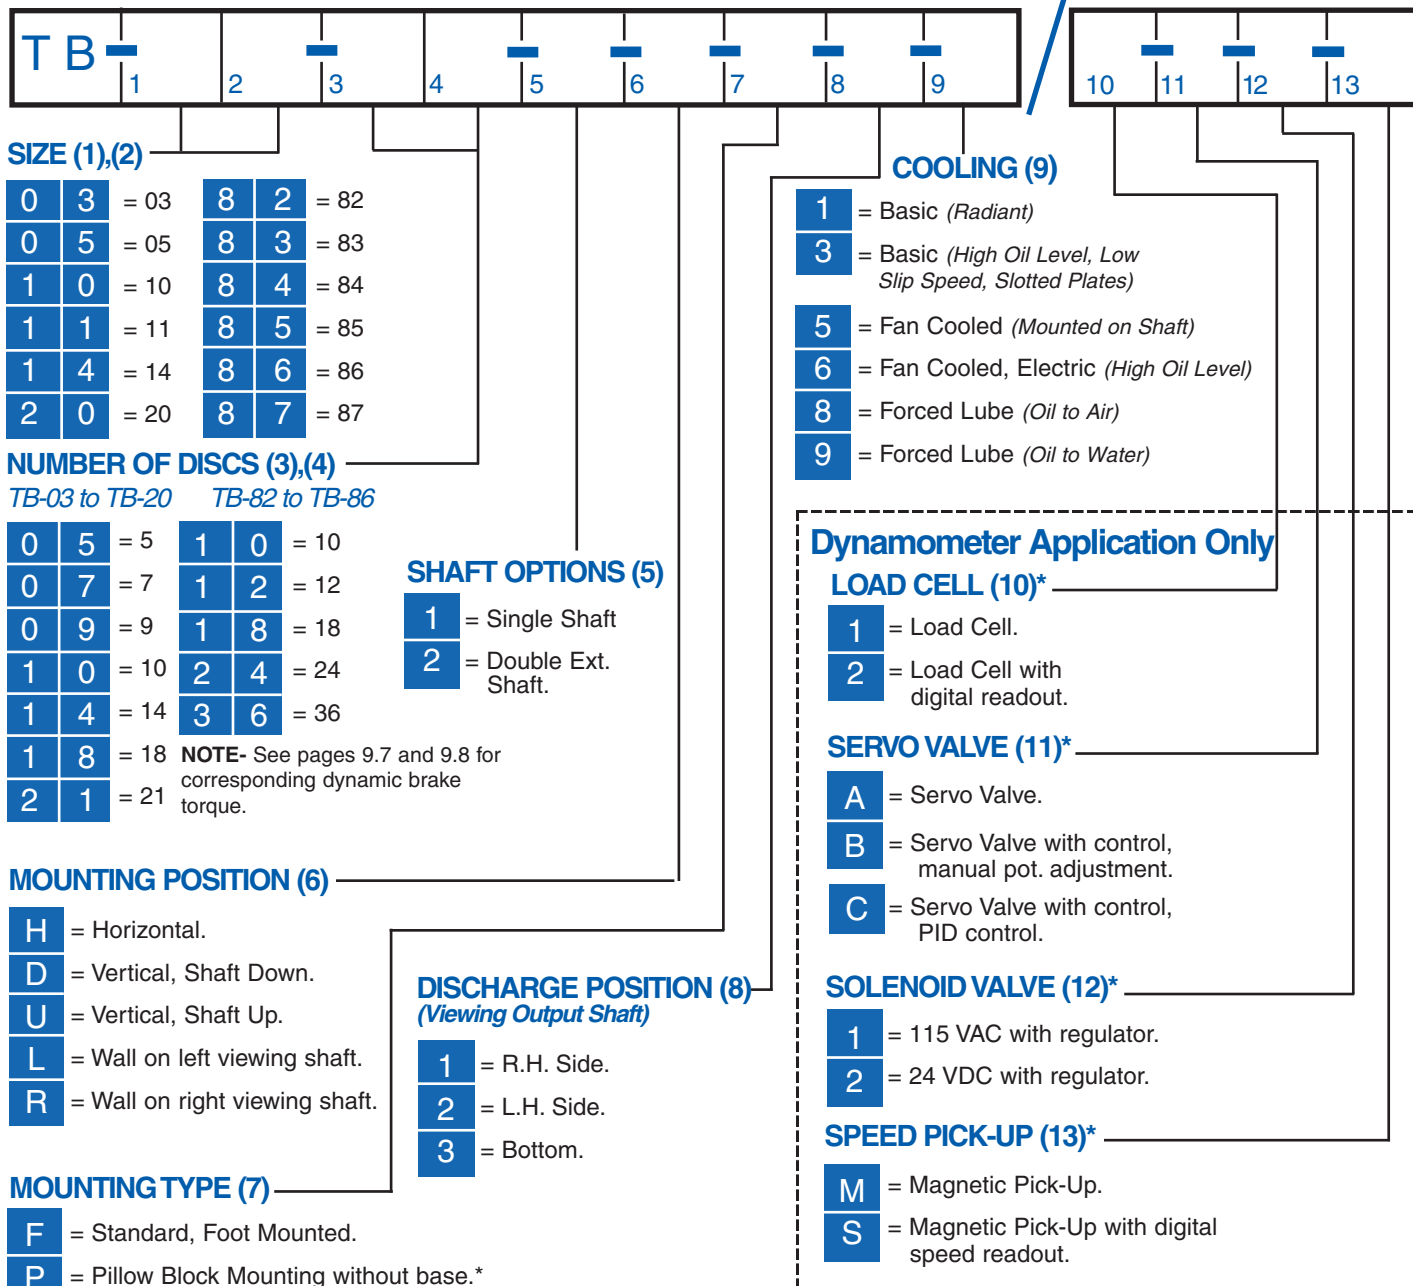 TB 1 2 3 4 5 6 7 8 9 / 10 11 12 13
SIZE (1),(2)
0 3 = 03
0 5 = 05
1 0 = 10
1 1 = 11
1 4 = 14
2 0 = 20
8 2 = 82
8 3 = 83
8 4 = 84
8 5 = 85
8 6 = 86
8 7 = 87
NUMBER OF DISCS (3),(4)
TB-03 to TB-20
0 5 = 5
0 7 = 7
0 9 = 9
1 0 = 10
1 4 = 14
1 8 = 18
2 1 = 21
TB-82 to TB-86
1 0 = 10
1 2 = 12
1 8 = 18
2 4 = 24
3 6 = 36
NOTE- See pages 9.7 and 9.8 for
corresponding dynamic brake
torque.
SHAFT OPTIONS (5)
1 = Single Shaft
2 = Double Ext.
Shaft.
MOUNTING POSITION (6)
H = Horizontal.
D = Vertical, Shaft Down.
U = Vertical, Shaft Up.
L = Wall on left viewing shaft.
R = Wall on right viewing shaft.
MOUNTING TYPE (7)
F = Standard, Foot Mounted.
P = Pillow Block Mounting without base.*
DISCHARGE POSITION (8)
(Viewing Output Shaft)
1 = R.H. Side.
2 = L.H. Side.
3 = Bottom.
COOLING (9)
1 = Basic (Radiant)
3 = Basic (High Oil Level, Low
Slip Speed, Slotted Plates)
5 = Fan Cooled (Mounted on Shaft)
6 = Fan Cooled, Electric (High Oil Level)
8 = Forced Lube (Oil to Air)
9 = Forced Lube (Oil to Water)
Dynamometer Application Only
LOAD CELL (10)*
1 = Load Cell.
2 = Load Cell with
digital readout.
SERVO VALVE (11)*
A = Servo Valve.
B = Servo Valve with control,
manual pot. adjustment.
C = Servo Valve with control,
PID control.
SOLENOID VALVE (12)*
1 = 115 VAC with regulator.
2 = 24 VDC with regulator.
SPEED PICK-UP (13)*
M = Magnetic Pick-Up.
S = Magnetic Pick-Up with digital
speed readout.